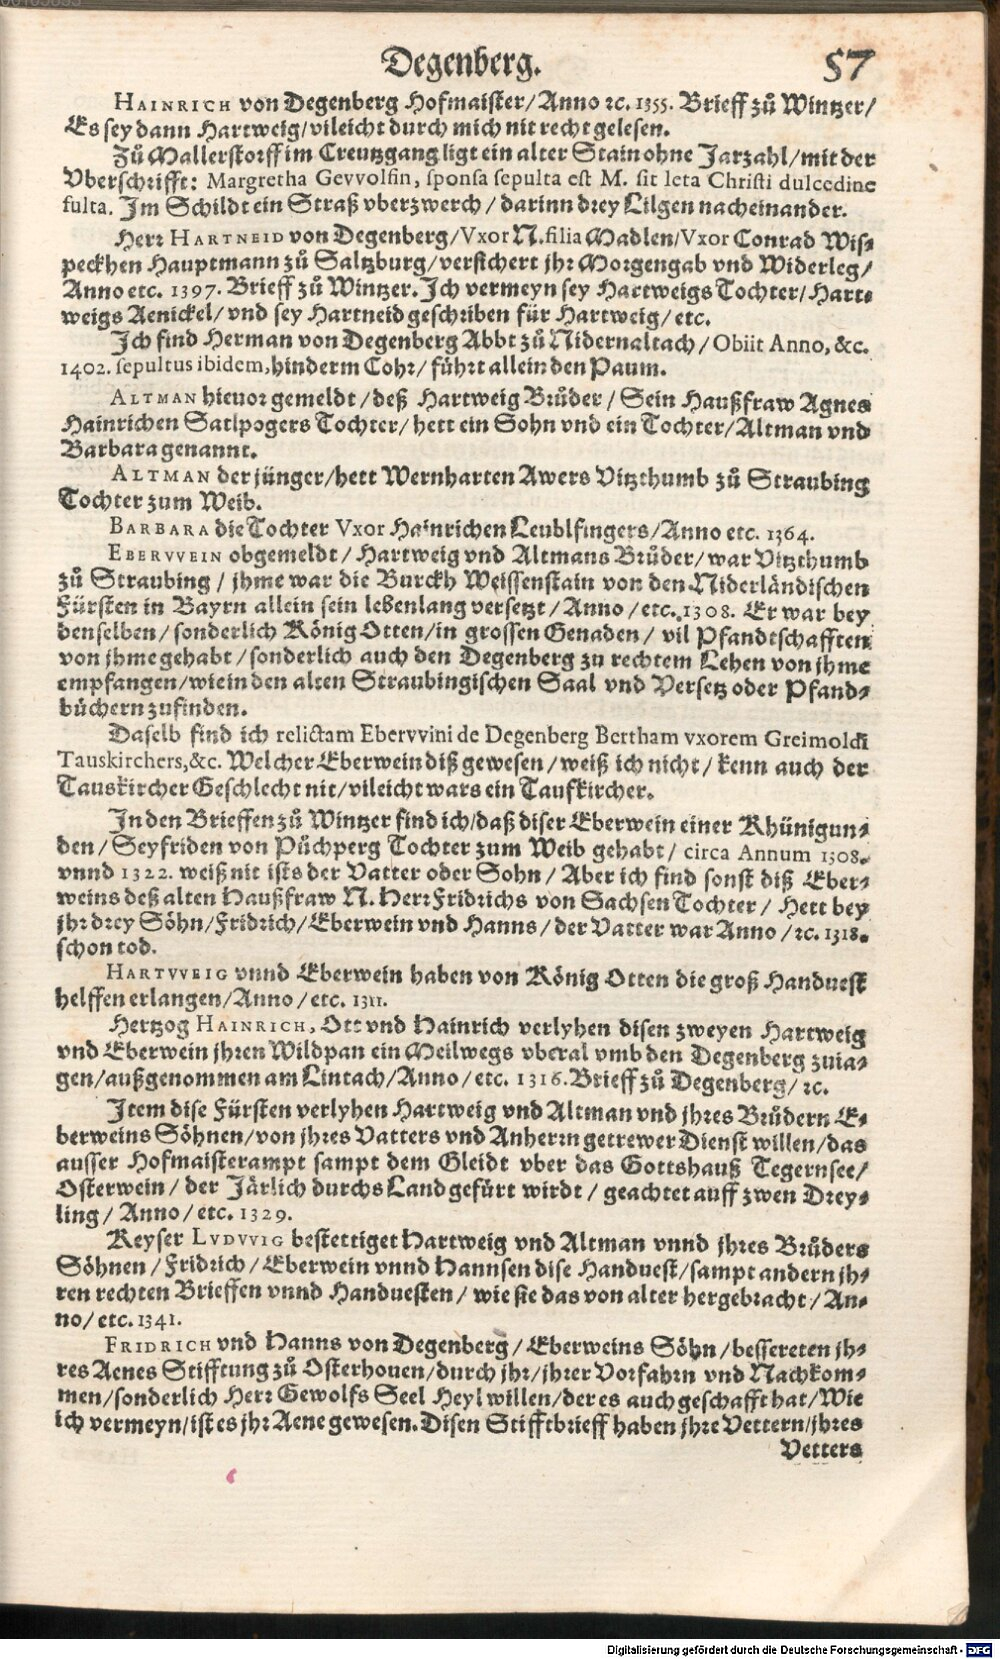 Degenberg. 57
HAINRICH von Degenberg Hofmaister/Anno ꝛc. 1355. Brieff zů Wintzer/
Es sey dann Hartweig/vileicht durch mich nit recht gelesen.
Zů Mallerstorff im Creutzgang ligt ein alter Stain ohne Jarzahl/mit der
Vberschrifft: Margretha Gevvolfin, sponsa sepulta est M. sit leta Christi dulcedine
fulta. Im Schildt ein Straß vberzwerch/darinn drey Lilgen nacheinander.
Herr HARTNEID von Degenberg/Vxor N. filia Madlen/Vxor Conrad Wis-
peckhen Hauptmann zů Saltzburg/versichert jhr Morgengab vnd Widerleg/
Anno etc. 1397. Brieff zů Wintzer. Ich vermeyn sey Hartweigs Tochter/Hart-
weigs Aenickel/vnd sey Hartneid geschriben für Hartweig/etc.
Ich find Herman von Degenberg Abbt zů Nidernaltach/Obiit Anno, &c.
1402. sepultus ibidem, hinderm Cohr/führt allein den Paum.
ALTMAN hieuor gemeldt/deß Hartweig Brůder/Sein Haußfraw Agnes
Hainrichen Satlpogers Tochter/hett ein Sohn vnd ein Tochter/Altman vnd
Barbara genannt.
ALTMAN der jünger/hett Wernharten Awers Vitzthumb zů Straubing
Tochter zum Weib.
BARBARA die Tochter Vxor Hainrichen Leublfingers/Anno etc. 1364.
EBERVVEIN obgemeldt/Hartweig vnd Altmans Brůder/war Vitzthumb
zů Straubing/jhme war die Burckh Weissenstain von den Niderländischen
Fürsten in Bayrn allein sein lebenlang versetzt/Anno/etc. 1308. Er war bey
denselben/sonderlich König Otten/in grossen Genaden/vil Pfandtschafften
von jhme gehabt/sonderlich auch den Degenberg zu rechtem Lehen von jhme
empfangen/wie in den alten Straubingischen Saal vnd Versetz oder Pfand-
büchern zufinden.
Daselb find ich relictam Ebervvini de Degenberg Bertham vxorem Greimoldi
Tauskirchers, &c. Welcher Eberwein diß gewesen/weiß ich nicht/kenn auch der
Tauskircher Geschlecht nit/vileicht wars ein Taufkircher.
In den Brieffen zů Wintzer find ich/daß diser Eberwein einer Khünigun-
den/Seyfriden von Půchperg Tochter zum Weib gehabt/circa Annum 1308.
vnnd 1322. weiß nit ists der Vatter oder Sohn/Aber ich find sonst diß Eber-
weins deß alten Haußfraw N. Herr Fridrichs von Sachsen Tochter/Hett bey
jhr drey Söhn/Fridrich/Eberwein vnd Hanns/der Vatter war Anno/ꝛc. 1318.
schon tod.
HARTVVEIG vnnd Eberwein haben von König Otten die groß Handuest
helffen erlangen/Anno/etc. 1311.
Hertzog HAINRICH, Ott vnd Hainrich verlyhen disen zweyen Hartweig
vnd Eberwein jhren Wildpan ein Meilwegs vberal vmb den Degenberg zuia-
gen/außgenommen am Lintach/Anno/etc. 1316. Brieff zů Degenberg/ꝛc.
Item dise Fürsten verlyhen Hartweig vnd Altman vnd jhres Brůdern E-
berweins Söhnen/von jhres Vatters vnd Anherrn getrewer Dienst willen/das
ausser Hofmaisterampt sampt dem Gleidt vber das Gottshauß Tegernsee/
Osterwein/der Järlich durchs Land gefürt wirdt/geachtet auff zwen Drey-
ling/Anno/etc. 1329.
Keyser LVDVVIG bestettiget Hartweig vnd Altman vnnd jhres Brůders
Söhnen/Fridrich/Eberwein vnnd Hannsen dise Handuest/sampt andern jh-
ren rechten Brieffen vnnd Handuesten/wie sie das von alter hergebracht/An-
no/etc. 1341.
FRIDRICH vnd Hanns von Degenberg/Eberweins Söhn/bessereten jh-
res Aenes Stifftung zů Osterhouen/durch jhr/jhrer Vorfahrn vnd Nachkom-
men/sonderlich Herr Gewolfs Seel Heyl willen/der es auch geschafft hat/Wie
ich vermeyn/ist es jhr Aene gewesen. Disen Stifftbrieff haben jhre Vettern/jhres
Vetters
Digitalisierung gefördert durch die Deutsche Forschungsgemeinschaft - DFG